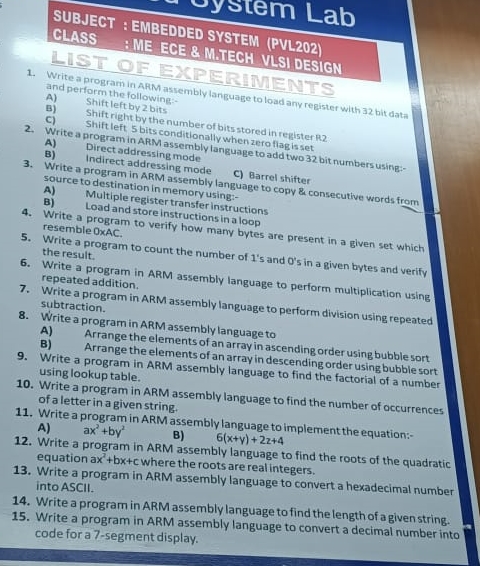 System Lab
SUBJECT : EMBEDDED SYSTEM (PVL202)
CLASS : ME ECE & M.TECH VLSI DESIGN
LIST OF EXPERIMENTS
1. Write a program in ARM assembly language to load any register with 32 bit data
and perform the following:-
A) Shift left by 2 bits
B) Shift right by the number of bits stored in register R2
C) Shift left 5 bits conditionally when zero flag is set
2. Write a program in ARM assembly language to add two 32 bit numbers using:-
A) Direct addressing mode
B) Indirect addressing mode C) Barrel shifter
3. Write a program in ARM assembly language to copy & consecutive words from
source to destination in memory using:-
A) Multiple register transfer instructions
B) Load and store instructions in a loop
4. Write a program to verify how many bytes are present in a given set which
resemble 0xAC.
5. Write a program to count the number of 1's and 0's in a given bytes and verify
the result.
6. Write a program in ARM assembly language to perform multiplication using
repeated addition.
7. Write a program in ARM assembly language to perform division using repeated
subtraction.
8. Write a program in ARM assembly language to
A) Arrange the elements of an array in ascending order using bubble sort
B) Arrange the elements of an array in descending order using bubble sort
9. Write a program in ARM assembly language to find the factorial of a number
using lookup table.
10. Write a program in ARM assembly language to find the number of occurrences
of a letter in a given string.
11. Write a program in ARM assembly language to implement the equation:-
A) ax²+by² B) 6(x+y) + 2z+4
12. Write a program in ARM assembly language to find the roots of the quadratic
equation ax²+bx+c where the roots are real integers.
13. Write a program in ARM assembly language to convert a hexadecimal number
into ASCII.
14. Write a program in ARM assembly language to find the length of a given string.
15. Write a program in ARM assembly language to convert a decimal number into
code for a 7-segment display.